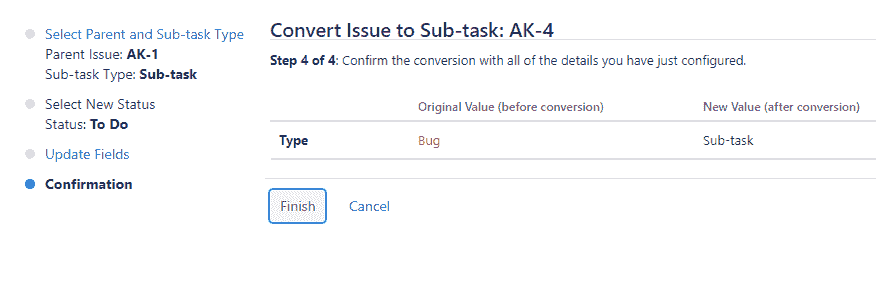 Select Parent and Sub-task Type
Parent Issue: AK-1
Sub-task Type: Sub-task
Select New Status
Status: To Do
Update Fields
Confirmation
Convert Issue to Sub-task: AK-4
Step 4 of 4: Confirm the conversion with all of the details you have just configured.
Original Value (before conversion) New Value (after conversion)
Type Bug Sub-task
Finish Cancel